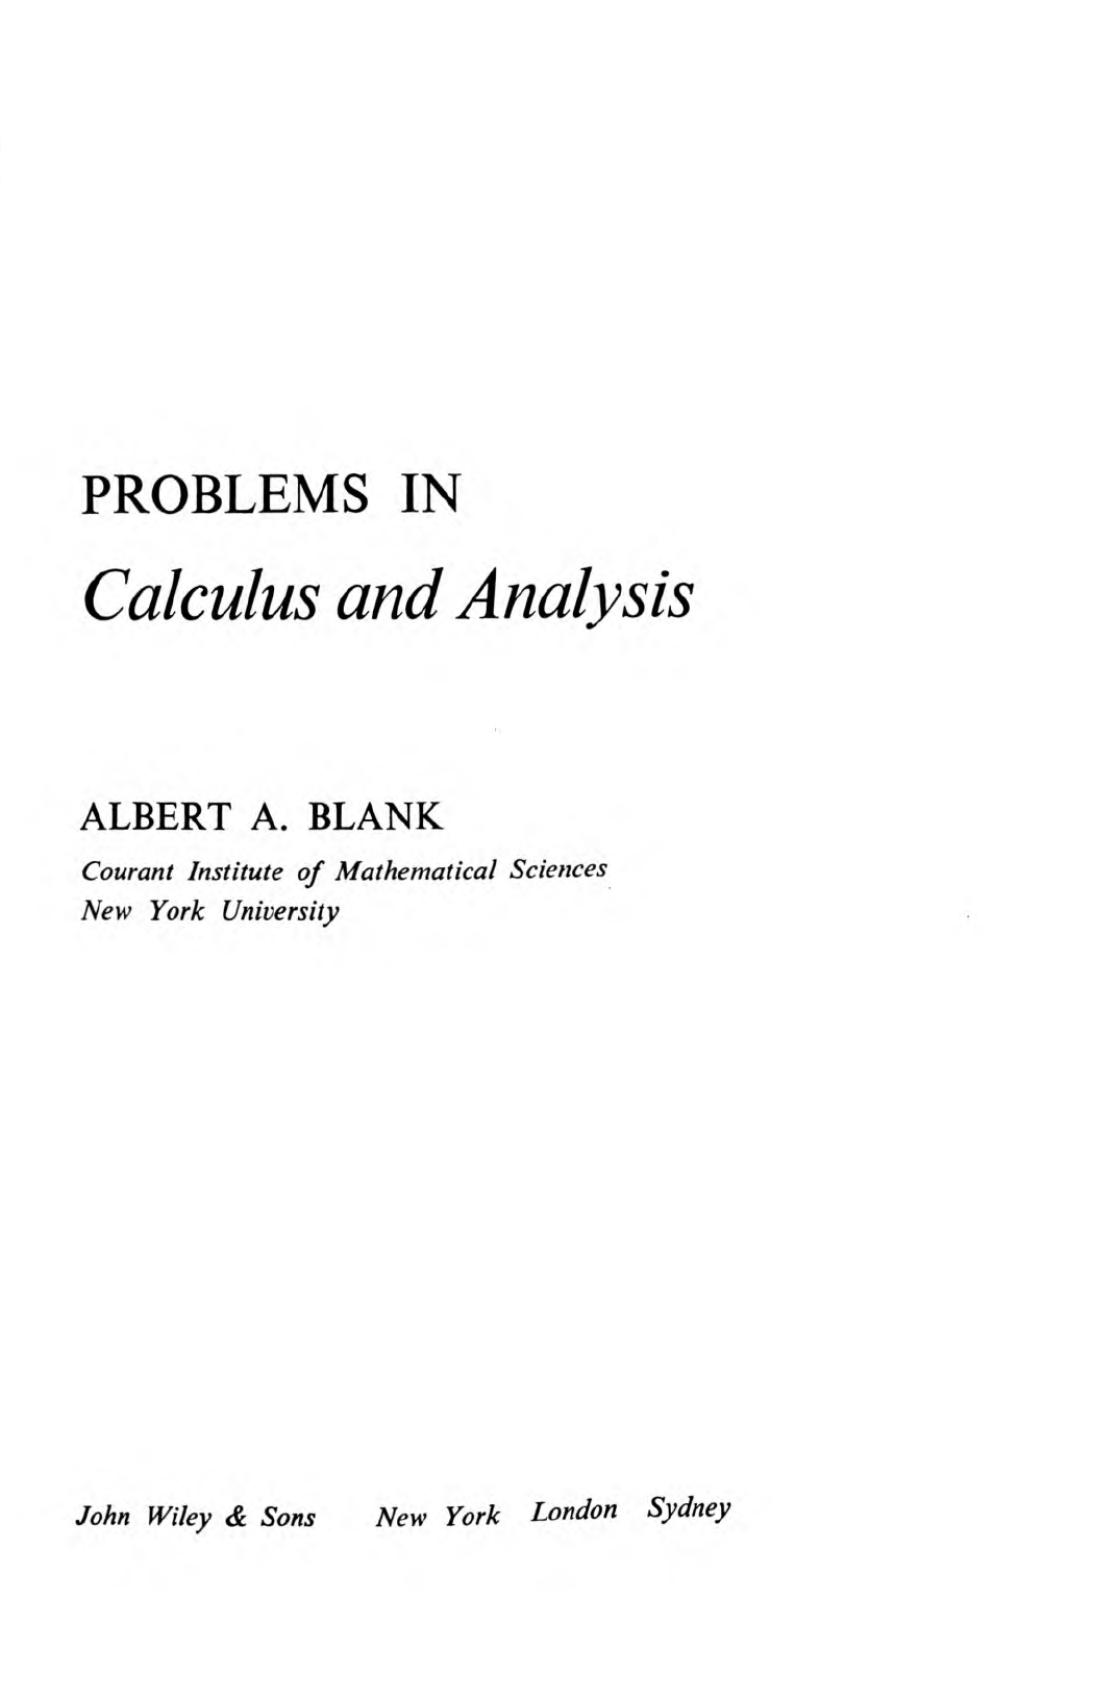 PROBLEMS IN
Calculus and Analysis
ALBERT A. BLANK
Courant Institute of Mathematical Sciences
New York University
John Wiley & Sons New York London Sydney